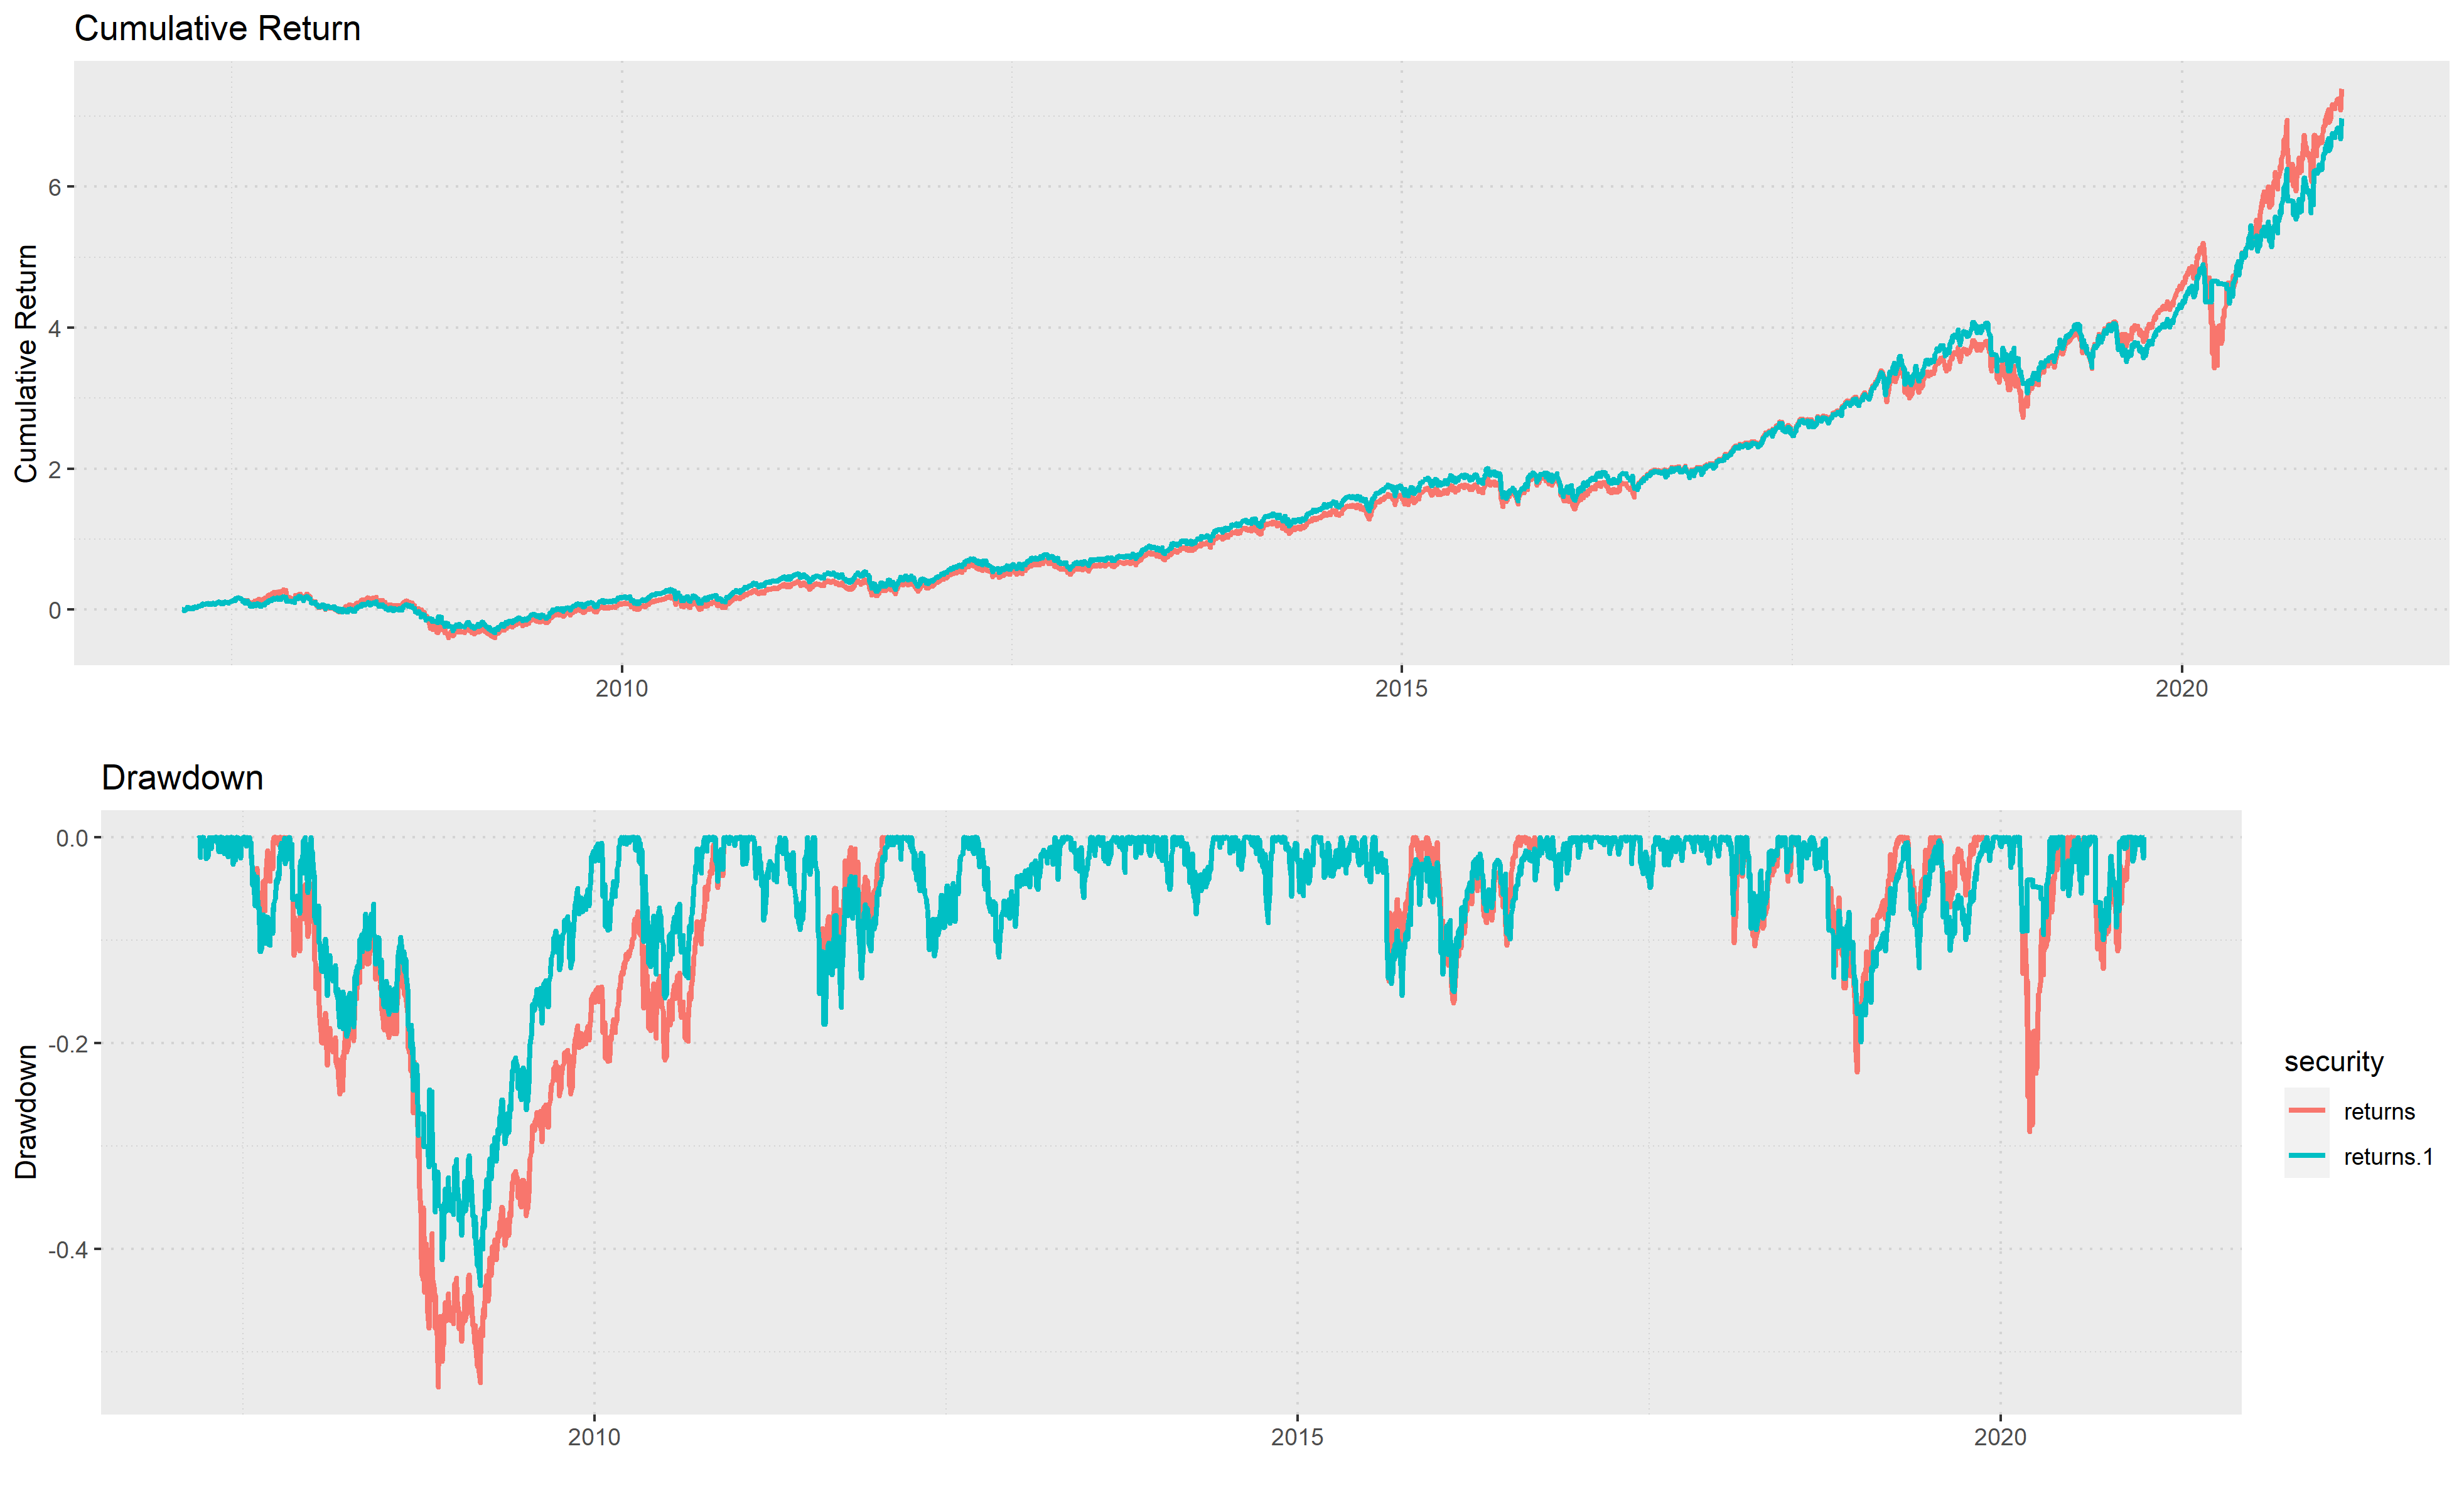 Cumulative Return
Cumulative Return
6
4
2
0
2010 2015 2020
Drawdown
Drawdown
0.0
-0.2
-0.4
2010 2015 2020
security
returns
returns.1